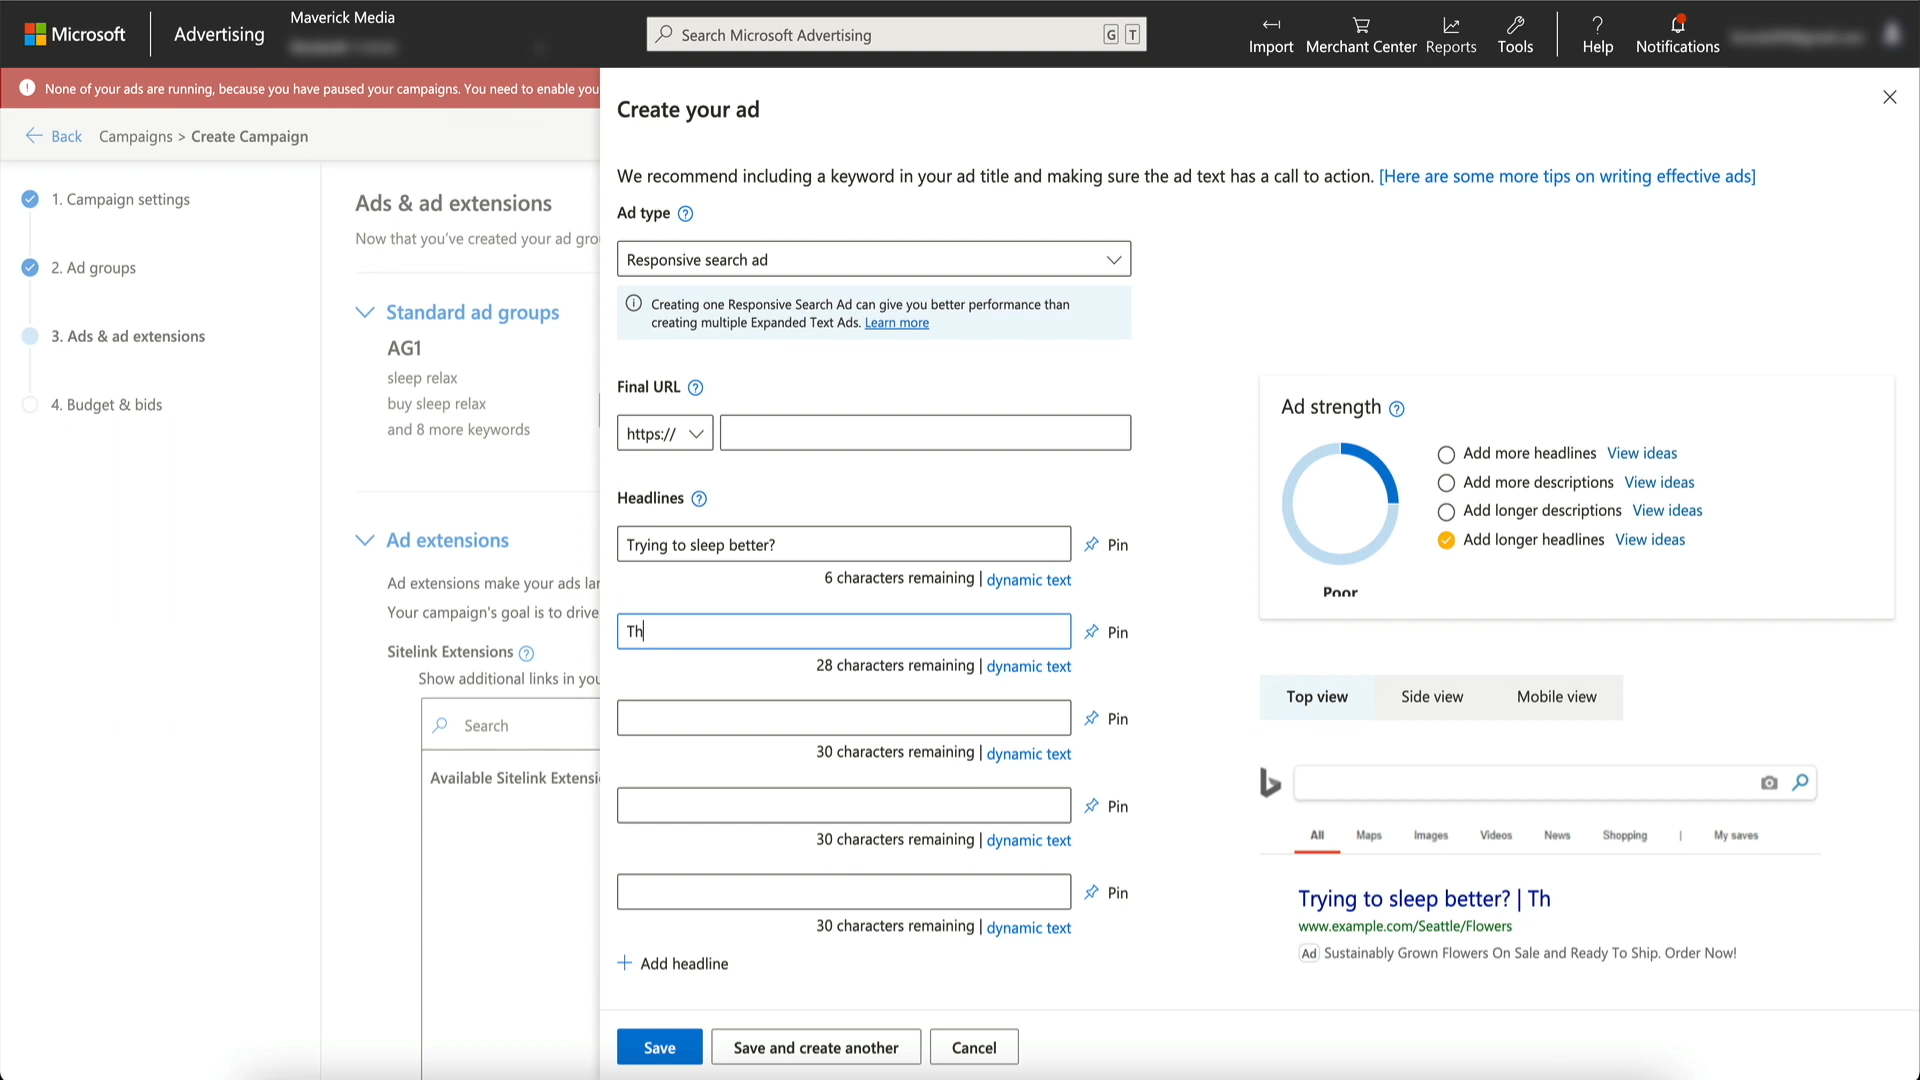 Microsoft
Advertising
Maverick Media
Search Microsoft Advertising
G
T
Import
Merchant Center
Reports
Tools
Help
Notifications
None of your ads are running, because you have paused your campaigns. You need to enable you
Back
Campaigns > Create Campaign
1. Campaign settings
2. Ad groups
3. Ads & ad extensions
4. Budget & bids
Ads & ad extensions
Now that you've created your ad gro
Standard ad groups
AG1
sleep relax
buy sleep relax
and 8 more keywords
Ad extensions
Ad extensions make your ads lar
Your campaign's goal is to drive
Sitelink Extensions
Show additional links in you
Search
Available Sitelink Extensi
Create your ad
We recommend including a keyword in your ad title and making sure the ad text has a call to action. [Here are some more tips on writing effective ads]
Ad type
Responsive search ad
Creating one Responsive Search Ad can give you better performance than
creating multiple Expanded Text Ads. Learn more
Final URL
https://
Headlines
Trying to sleep better?
Pin
6 characters remaining | dynamic text
Th
Pin
28 characters remaining | dynamic text
Pin
30 characters remaining | dynamic text
Pin
30 characters remaining | dynamic text
Pin
30 characters remaining | dynamic text
Add headline
Save
Save and create another
Cancel
Ad strength
Add more headlines View ideas
Add more descriptions View ideas
Add longer descriptions View ideas
Add longer headlines View ideas
Poor
Top view
Side view
Mobile view
All
Maps
Images
Videos
News
Shopping
|
My saves
Trying to sleep better? | Th
www.example.com/Seattle/Flowers
Ad Sustainably Grown Flowers On Sale and Ready To Ship. Order Now!